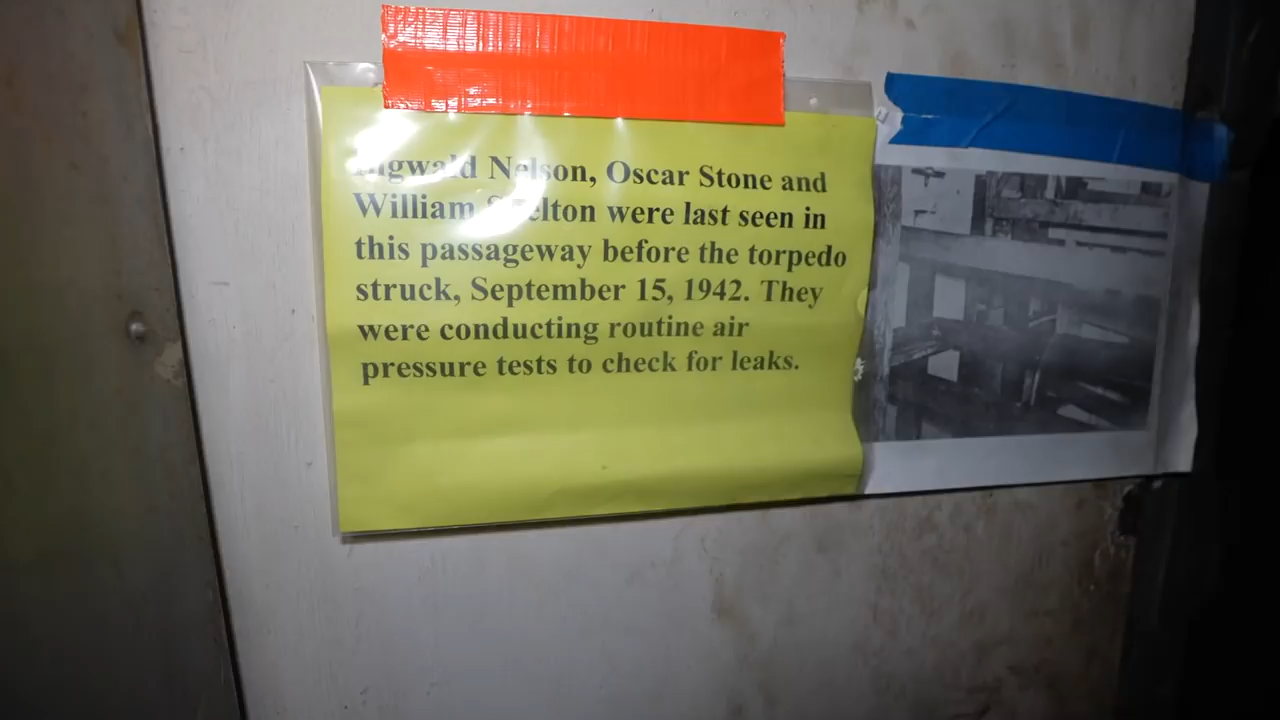 Nelson, Oscar Stone and
William were last seen in
this passageway before the torpedo
struck, September 15, 1942. They
were conducting routine air
pressure tests to check for leaks.